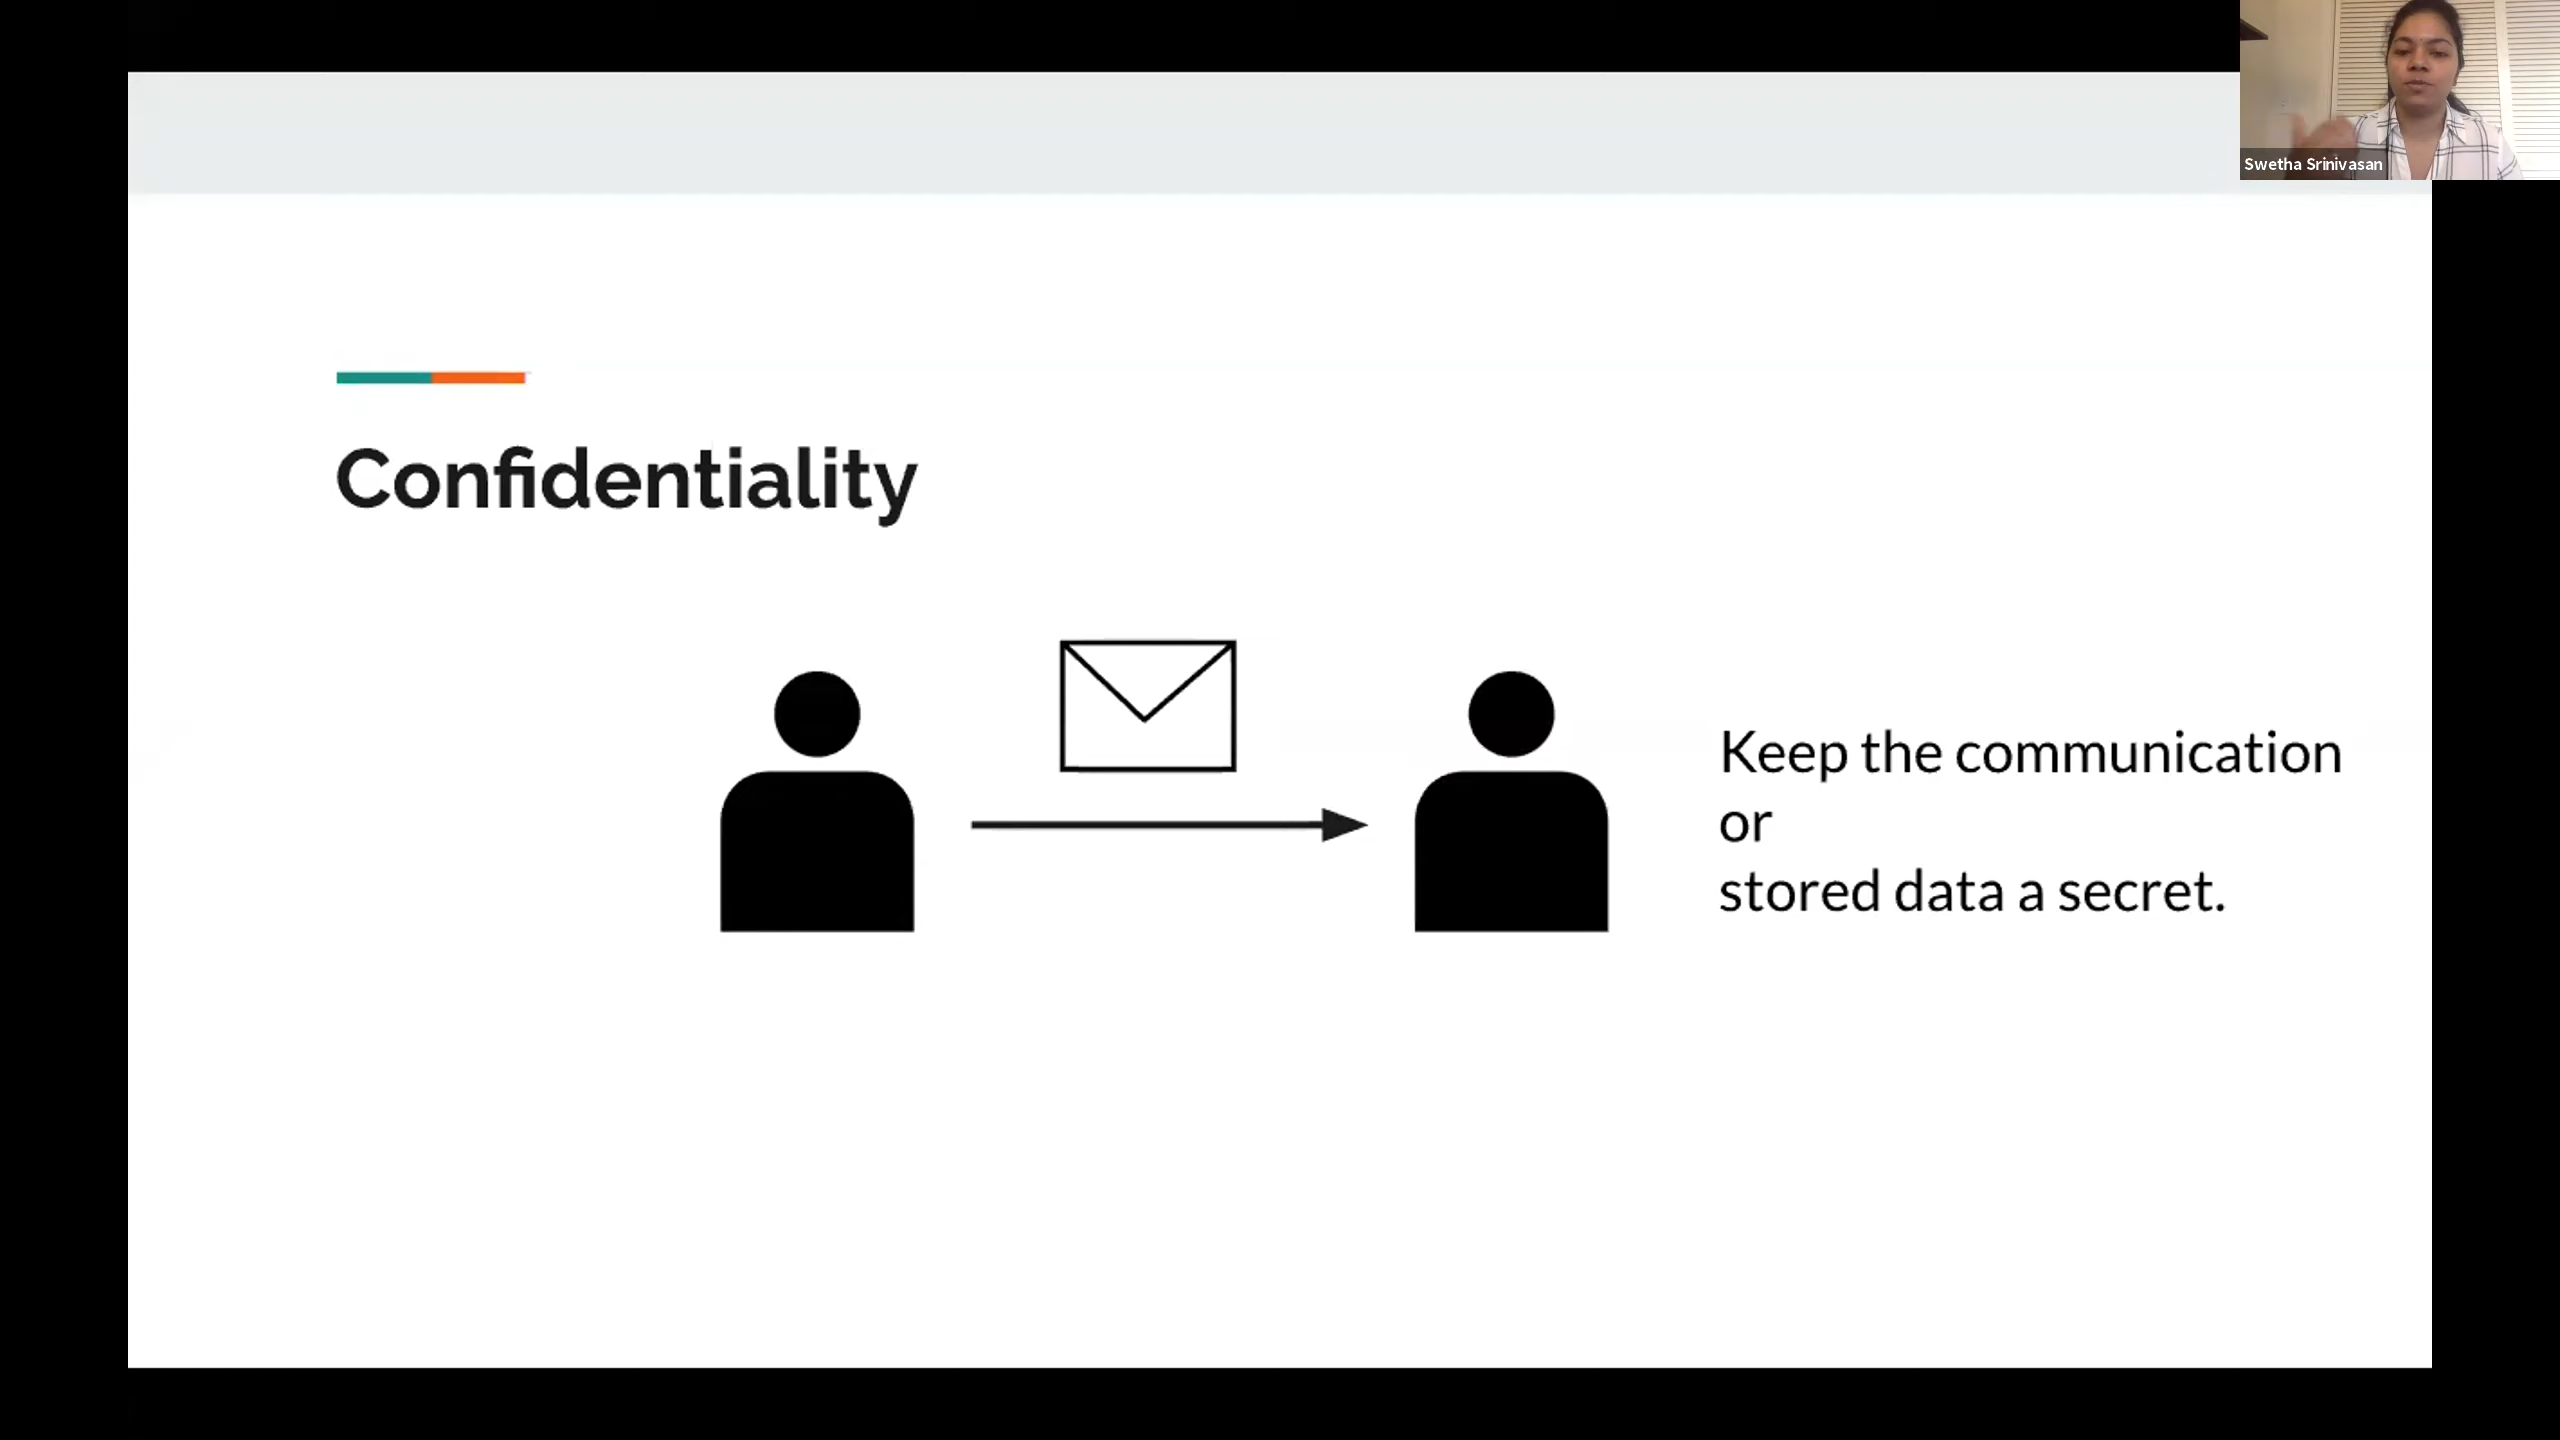 Swetha Srinivasan
Confidentiality
Keep the communication
or
stored data a secret.